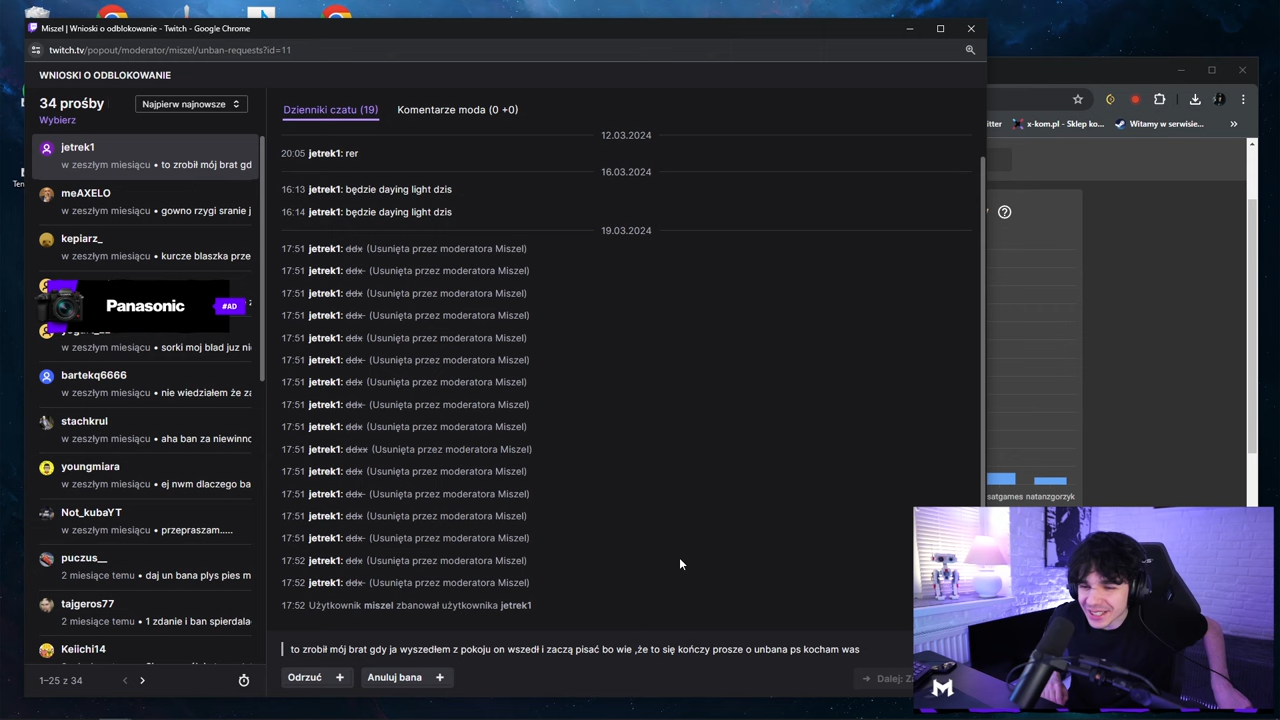 Miszel | Wnioski o odblokowanie - Twitch - Google Chrome
twitch.tv/popout/moderator/miszel/unban-requests?id=11
WNIOSKI O ODBLOKOWANIE
34 prośby
Najpierw najnowsze
Wybierz
jetrek1
w zeszłym miesiącu • to zrobił mój brat gd
meAXELO
w zeszłym miesiącu • gowno rzygi sranie j
kepiarz_
w zeszłym miesiącu • kurcze blaszka prze
Panasonic
#AD
w zeszłym miesiącu • sorki moj blad juz ni
bartekq6666
w zeszłym miesiącu • nie wiedziałem że za
stachkrul
w zeszłym miesiącu • aha ban za niewinno
youngmiara
w zeszłym miesiącu • ej nwm dlaczego ba
Not_kubaYT
w zeszłym miesiącu • przepraszam....
puczus__
2 miesiące temu • daj un bana plys plis m
tajgeros77
2 miesiące temu • 1 zdanie i ban spierdala
Keiichi14
1–25 z 34
Dzienniki czatu (19)
Komentarze moda (0 +0)
12.03.2024
20:05 jetrek1: rer
16.03.2024
16:13 jetrek1: będzie daying light dzis
16:14 jetrek1: będzie daying light dzis
19.03.2024
17:51 jetrek1: ddx (Usunięta przez moderatora Miszel)
17:51 jetrek1: ddx (Usunięta przez moderatora Miszel)
17:51 jetrek1: ddx (Usunięta przez moderatora Miszel)
17:51 jetrek1: ddx (Usunięta przez moderatora Miszel)
17:51 jetrek1: ddx (Usunięta przez moderatora Miszel)
17:51 jetrek1: ddx (Usunięta przez moderatora Miszel)
17:51 jetrek1: ddx (Usunięta przez moderatora Miszel)
17:51 jetrek1: ddx (Usunięta przez moderatora Miszel)
17:51 jetrek1: ddx (Usunięta przez moderatora Miszel)
17:51 jetrek1: ddxx (Usunięta przez moderatora Miszel)
17:51 jetrek1: ddx (Usunięta przez moderatora Miszel)
17:51 jetrek1: ddx (Usunięta przez moderatora Miszel)
17:51 jetrek1: ddx (Usunięta przez moderatora Miszel)
17:51 jetrek1: ddx (Usunięta przez moderatora Miszel)
17:52 jetrek1: ddx (Usunięta przez moderatora Miszel)
17:52 jetrek1: ddx (Usunięta przez moderatora Miszel)
17:52 Użytkownik miszel zbanował użytkownika jetrek1
to zrobił mój brat gdy ja wyszedłem z pokoju on wszedł i zaczą pisać bo wie ,że to się kończy prosze o unbana ps kocham was
Odrzuć +
Anuluj bana +
Dalej: Z
itter
x-kom.pl - Sklep ko...
Witamy w serwisie...
satgames natanzgorzyk
M